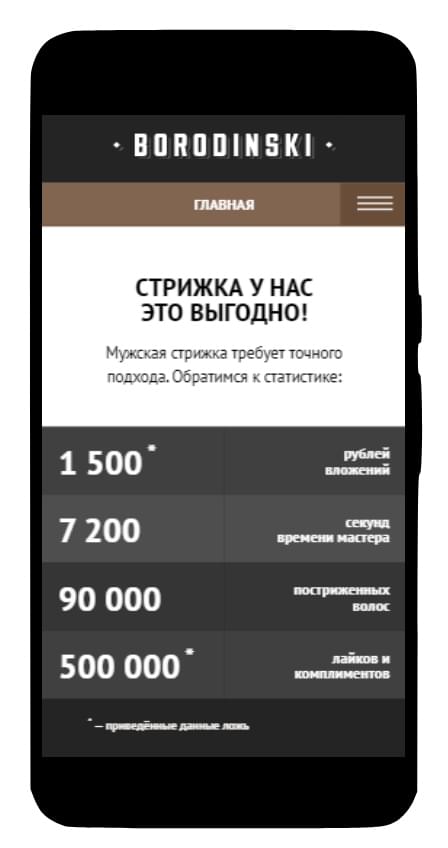 BORODINSKI
ГЛАВНАЯ
СТРИЖКА У НАС
ЭТО ВЫГОДНО!
Мужская стрижка требует точного
подхода. Обратимся к статистике:
1 500*
рублей
вложений
7 200
секунд
времени мастера
90 000
постриженных
волос
500 000*
лайков и
комплиментов
* — приведённые данные ложь